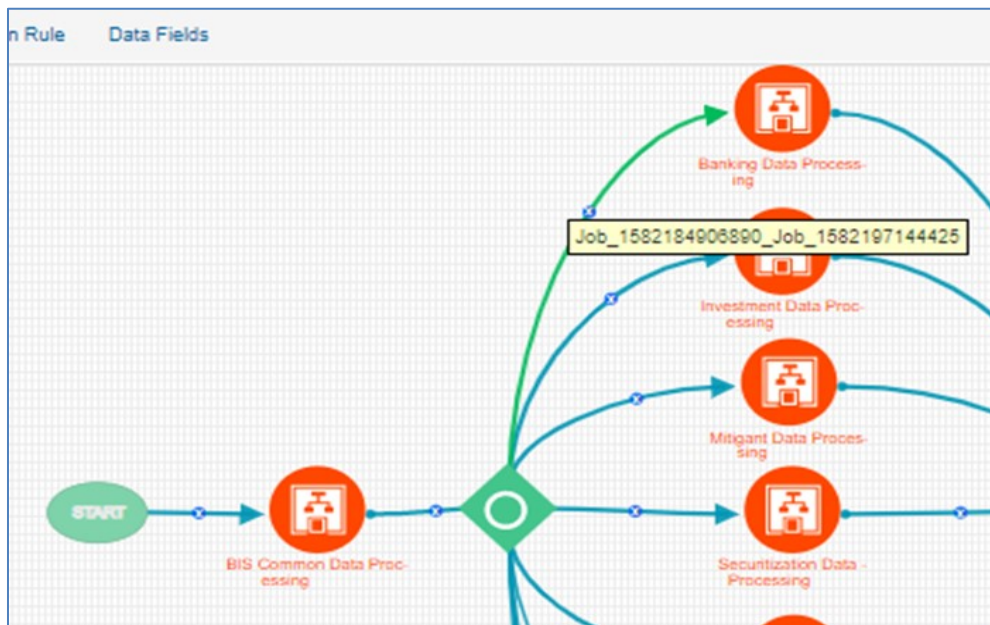 n Rule Data Fields
Banking Data Process-
ing
Job_1582184906890_Job_1582197144425
Investment Data Proc-
essing
Mitigant Data Proces-
sing
START
BIS Common Data Proc-
essing
Securitization Data -
Processing